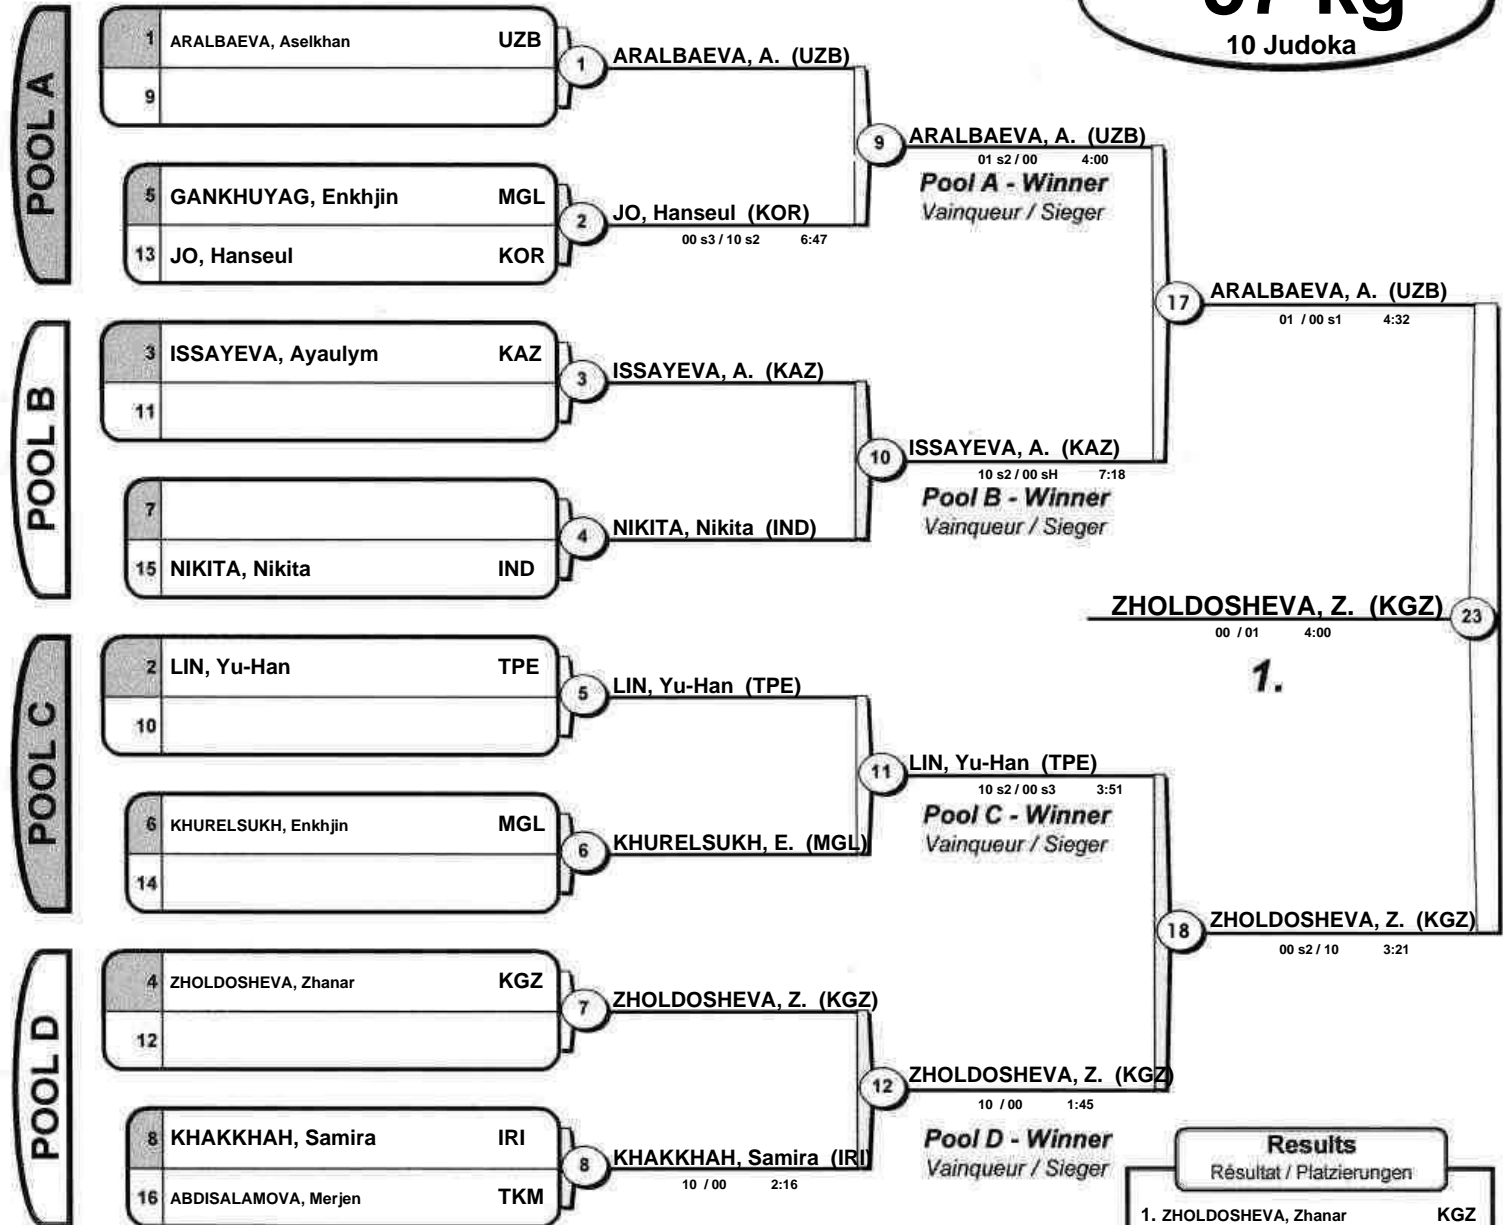 10 Judoka
POOL A
1 ARALBAEVA, Aselkhan UZB
9
1
ARALBAEVA, A. (UZB)
5 GANKHUYAG, Enkhjin MGL
13 JO, Hanseul KOR
2
JO, Hanseul (KOR)
00 s3 / 10 s2 6:47
9
ARALBAEVA, A. (UZB)
01 s2 / 00 4:00
Pool A - Winner
Vainqueur / Sieger
POOL B
3 ISSAYEVA, Ayaulym KAZ
11
3
ISSAYEVA, A. (KAZ)
7
15 NIKITA, Nikita IND
4
NIKITA, Nikita (IND)
10
ISSAYEVA, A. (KAZ)
10 s2 / 00 sH 7:18
Pool B - Winner
Vainqueur / Sieger
17
ARALBAEVA, A. (UZB)
01 / 00 s1 4:32
ZHOLDOSHEVA, Z. (KGZ)
23
00 / 01 4:00
1.
POOL C
2 LIN, Yu-Han TPE
10
5
LIN, Yu-Han (TPE)
6 KHURELSUKH, Enkhjin MGL
14
6
KHURELSUKH, E. (MGL)
11
LIN, Yu-Han (TPE)
10 s2 / 00 s3 3:51
Pool C - Winner
Vainqueur / Sieger
18
ZHOLDOSHEVA, Z. (KGZ)
00 s2 / 10 3:21
POOL D
4 ZHOLDOSHEVA, Zhanar KGZ
12
7
ZHOLDOSHEVA, Z. (KGZ)
8 KHAKKHAH, Samira IRI
16 ABDISALAMOVA, Merjen TKM
8
KHAKKHAH, Samira (IRI)
10 / 00 2:16
12
ZHOLDOSHEVA, Z. (KGZ)
10 / 00 1:45
Pool D - Winner
Vainqueur / Sieger
Results
Résultat / Platzierungen
1. ZHOLDOSHEVA, Zhanar KGZ